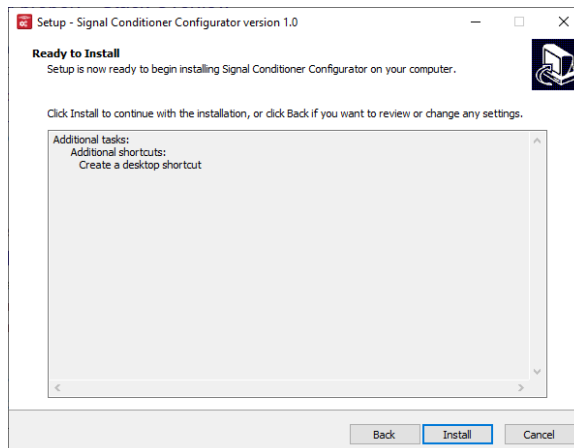 Setup - Signal Conditioner Configurator version 1.0
Ready to Install
Setup is now ready to begin installing Signal Conditioner Configurator on your computer.
Click Install to continue with the installation, or click Back if you want to review or change any settings.
Additional tasks:
Additional shortcuts:
Create a desktop shortcut
Back
Install
Cancel